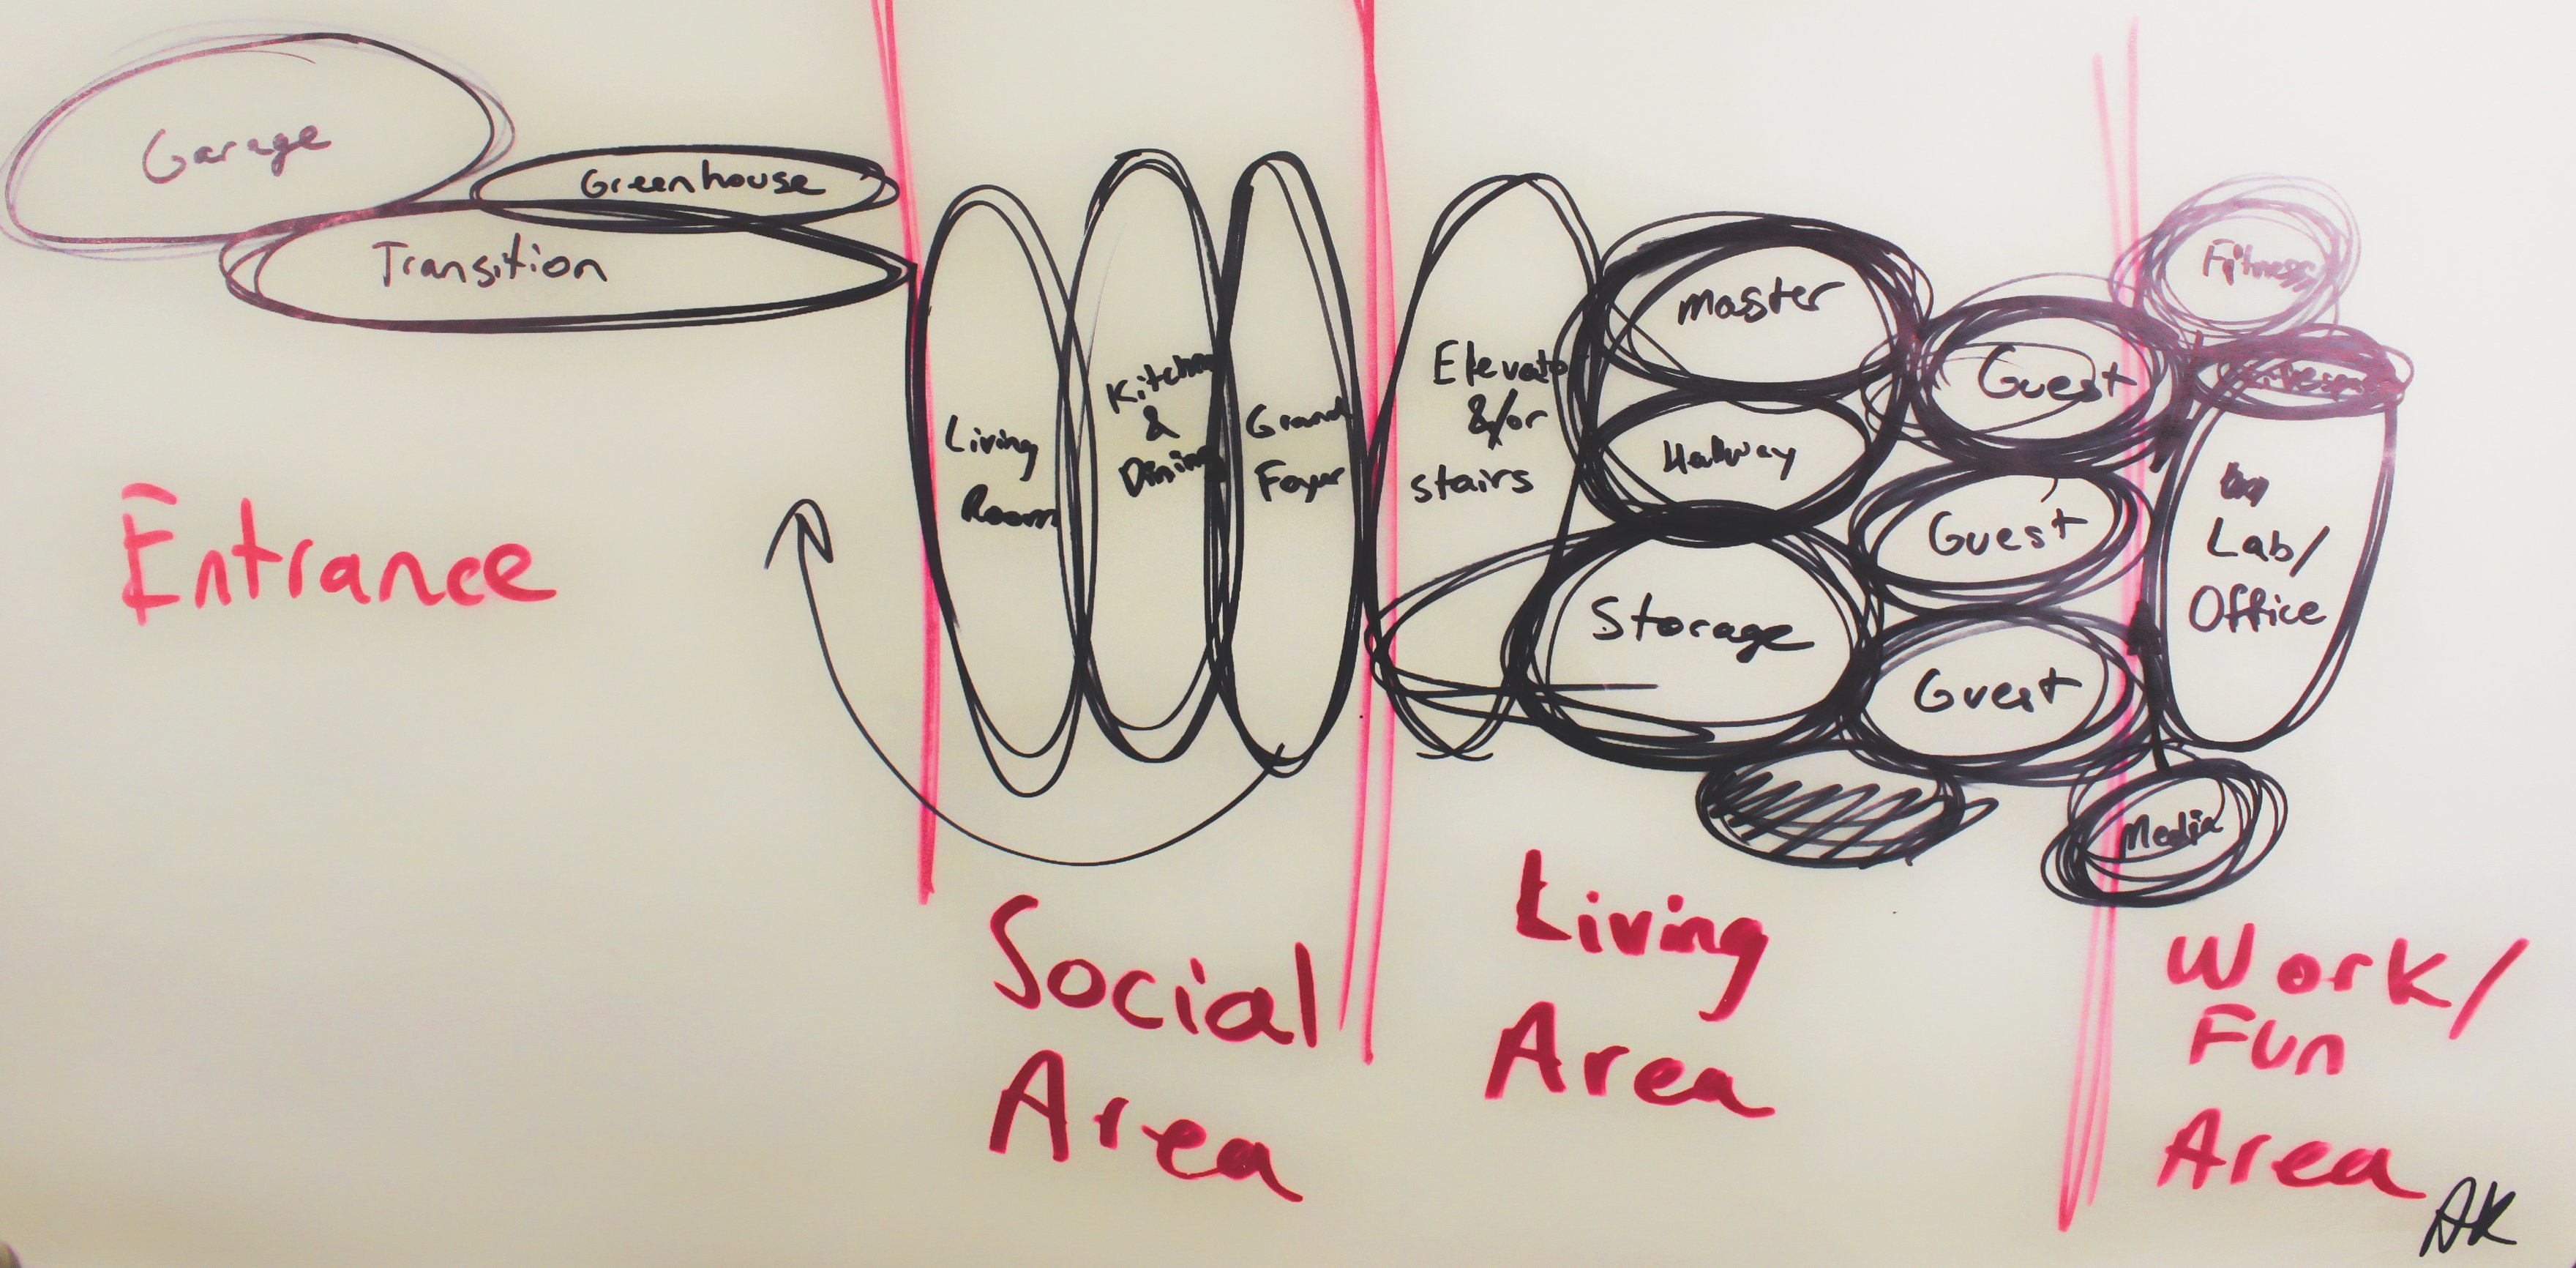 Garage
Greenhouse
Transition
Entrance
Living
Room
Kitchen
&
Dining
Grand
Foyer
Social
Area
Elevator
&/or
stairs
Master
Hallway
Storage
Guest
Guest
Guest
Living
Area
Fitness
Lab/
Office
Media
Work/
Fun
Area
AK